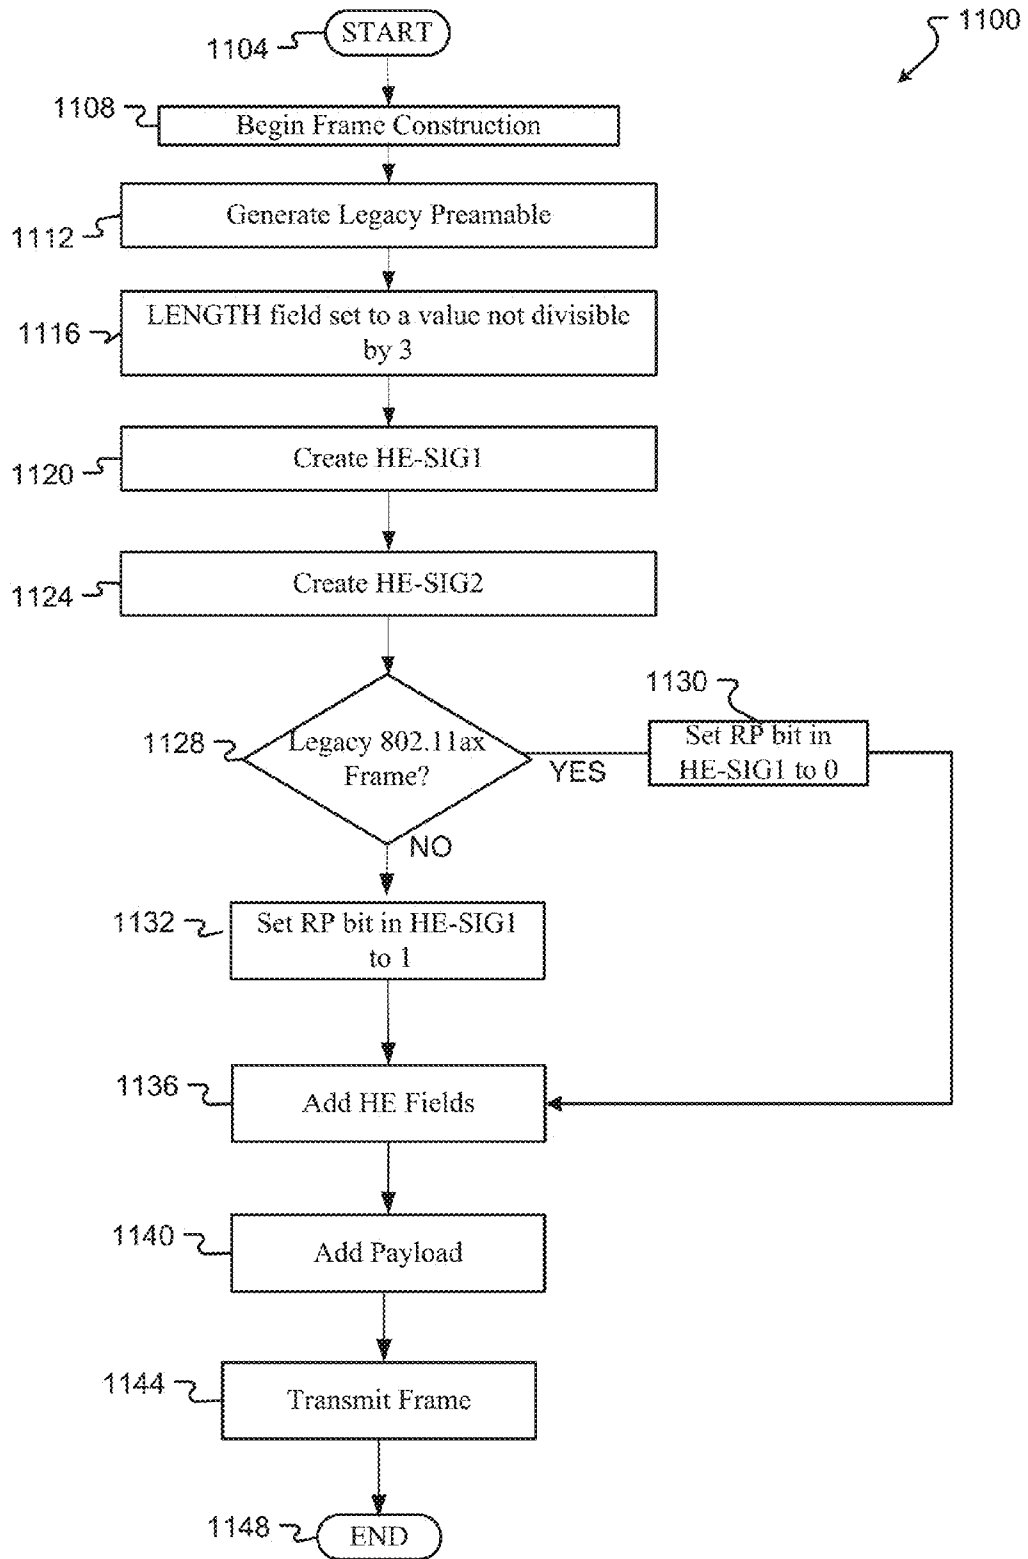 1100
1104
START
1108
Begin Frame Construction
1112
Generate Legacy Preamable
1116
LENGTH field set to a value not divisible
by 3
1120
Create HE-SIG1
1124
Create HE-SIG2
1128
Legacy 802.11ax
Frame?
YES
1130
Set RP bit in
HE-SIG1 to 0
NO
1132
Set RP bit in HE-SIG1
to 1
1136
Add HE Fields
1140
Add Payload
1144
Transmit Frame
1148
END